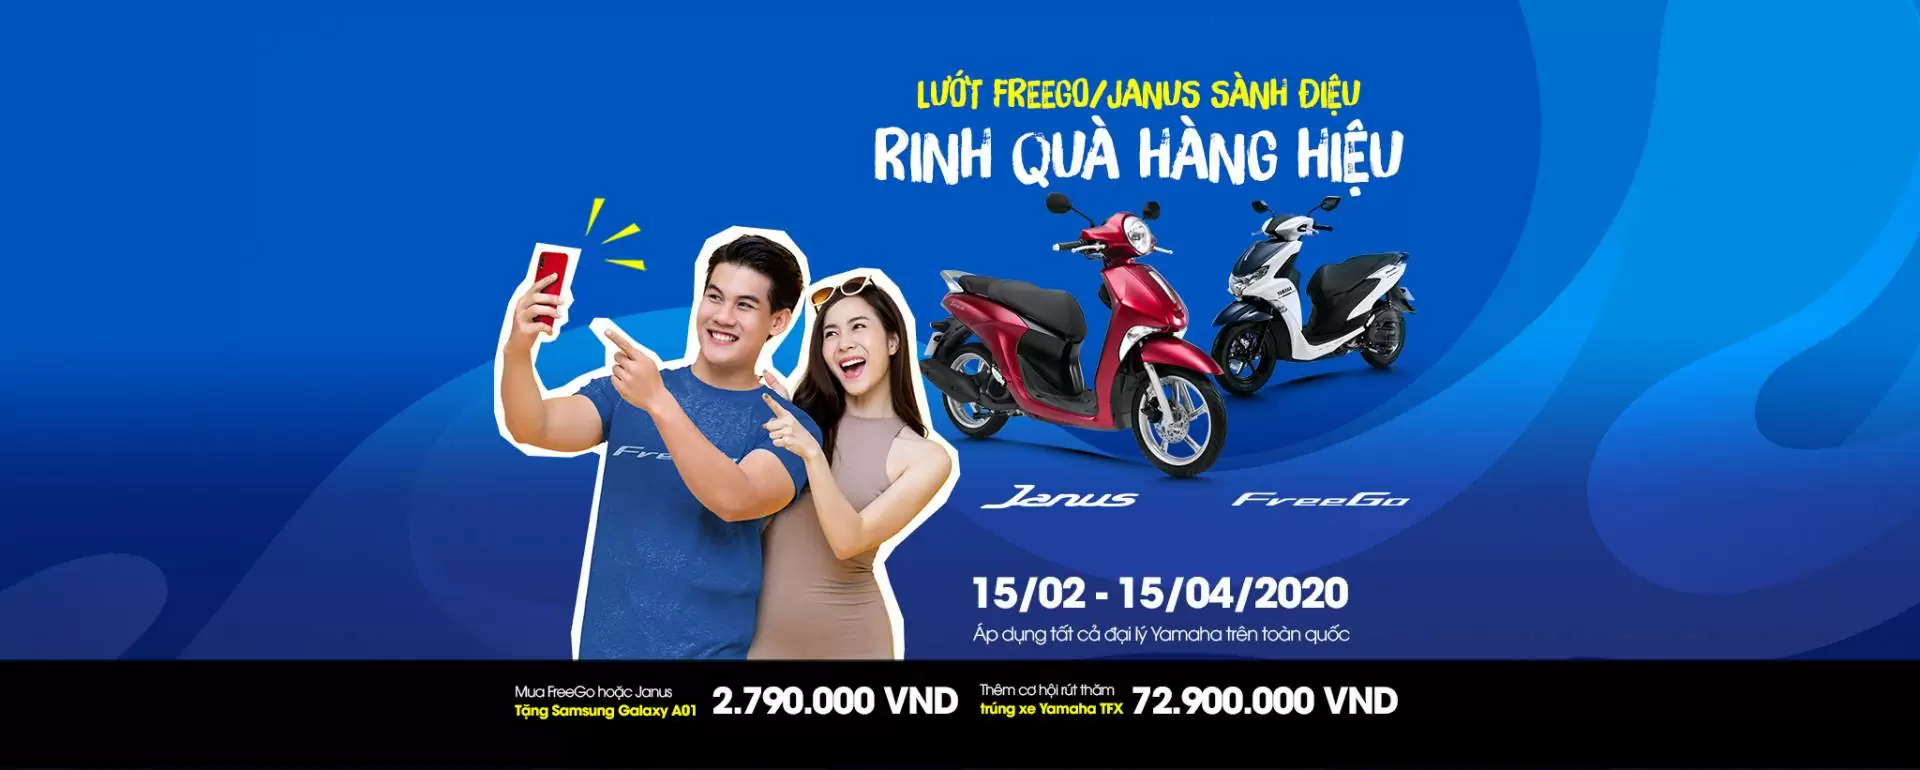 LƯỚT FREEGO/JANUS SÀNH ĐIỆU
RINH QUÀ HÀNG HIỆU
FreeGo
Janus
FreeGo
15/02 - 15/04/2020
Áp dụng tất cả đại lý Yamaha trên toàn quốc
Mua FreeGo hoặc Janus
Tặng Samsung Galaxy A01
2.790.000 VND
Thêm cơ hội rút thăm
trúng xe Yamaha TFX
72.900.000 VND